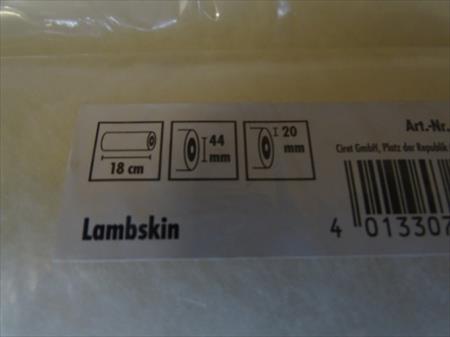 Art.-Nr.
Ciret GmbH, Platz der Republik
18 cm
44 mm
20 mm
Lambskin
4 013307